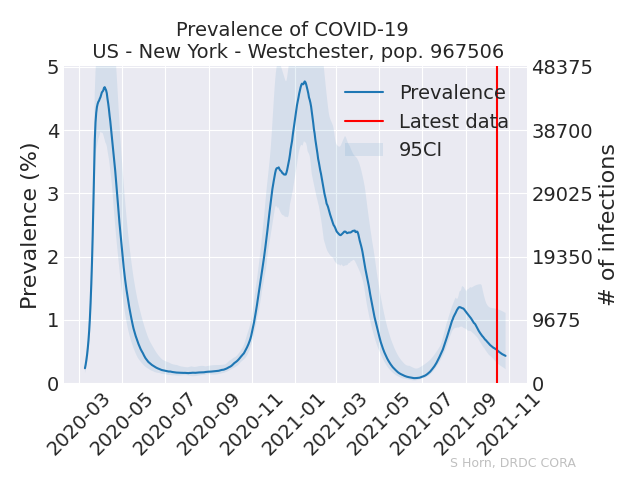 Prevalence of COVID-19
US - New York - Westchester, pop. 967506
Prevalence (%)
5
4
3
2
1
0
48375
38700
29025
19350
9675
0
# of infections
Prevalence
Latest data
95CI
2020-03
2020-05
2020-07
2020-09
2020-11
2021-01
2021-03
2021-05
2021-07
2021-09
2021-11
S Horn, DRDC CORA